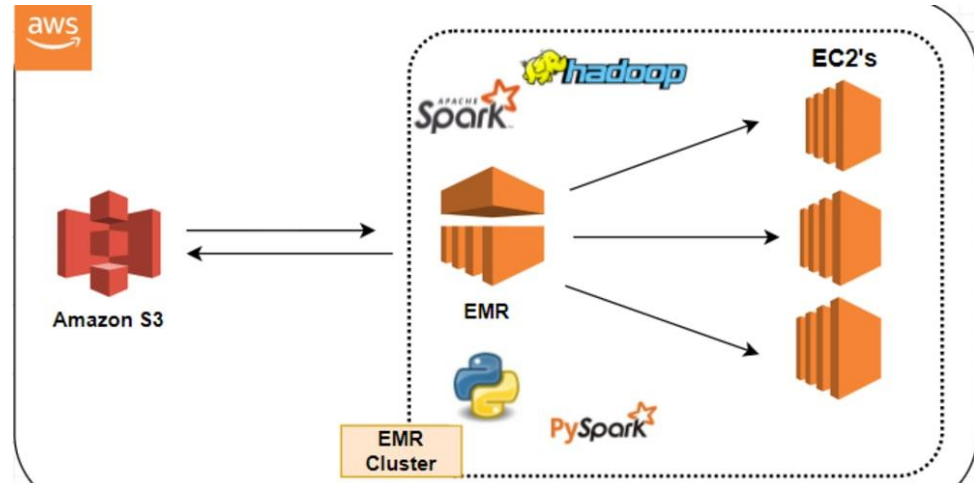 aws
hadoop
EC2's
APACHE
Spark
Amazon S3
EMR
PySpark
EMR
Cluster